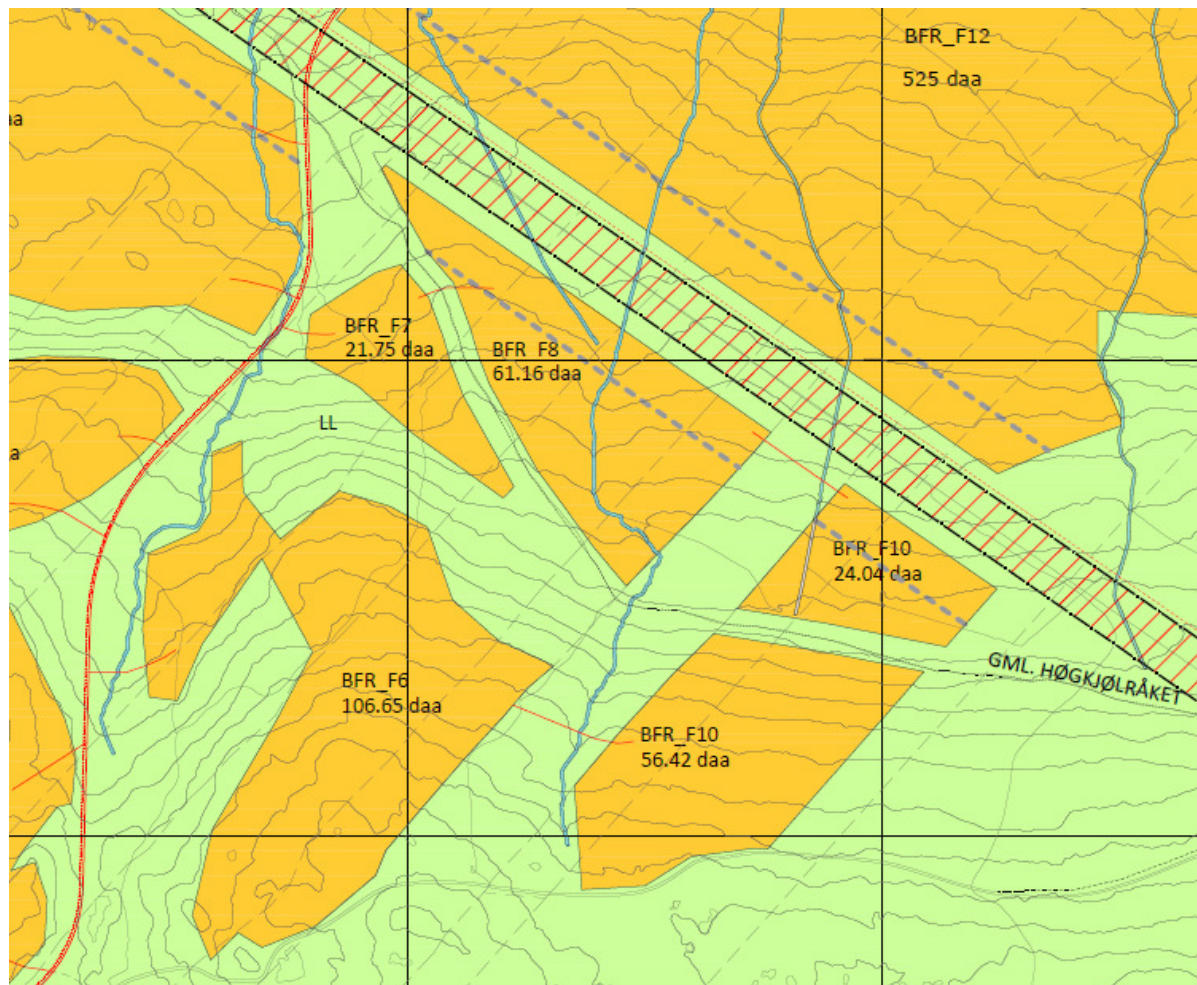 BFR_F12
525 daa
aa
BFR_F7
21.75 daa
BFR_F8
61.16 daa
LL
a
BFR_F10
24.04 daa
GML. HØGKJØLRÅKET
BFR_F6
106.65 daa
BFR_F10
56.42 daa